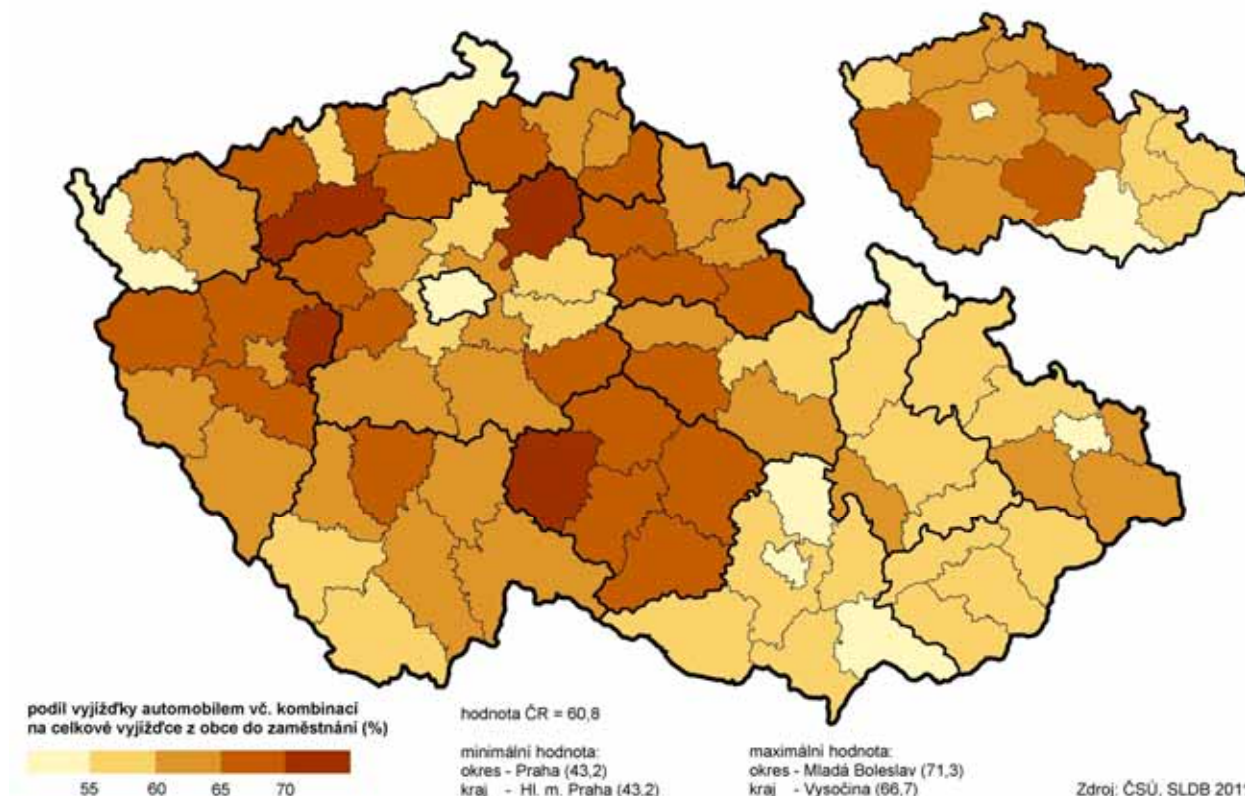 podíl vyjížďky automobilem vč. kombinací
na celkové vyjížďce z obce do zaměstnání (%)
55 60 65 70
hodnota ČR = 60,8
minimální hodnota:
okres - Praha (43,2)
kraj - Hl. m. Praha (43,2)
maximální hodnota:
okres - Mladá Boleslav (71,3)
kraj - Vysočina (66,7)
Zdroj: ČSÚ, SLDB 2011